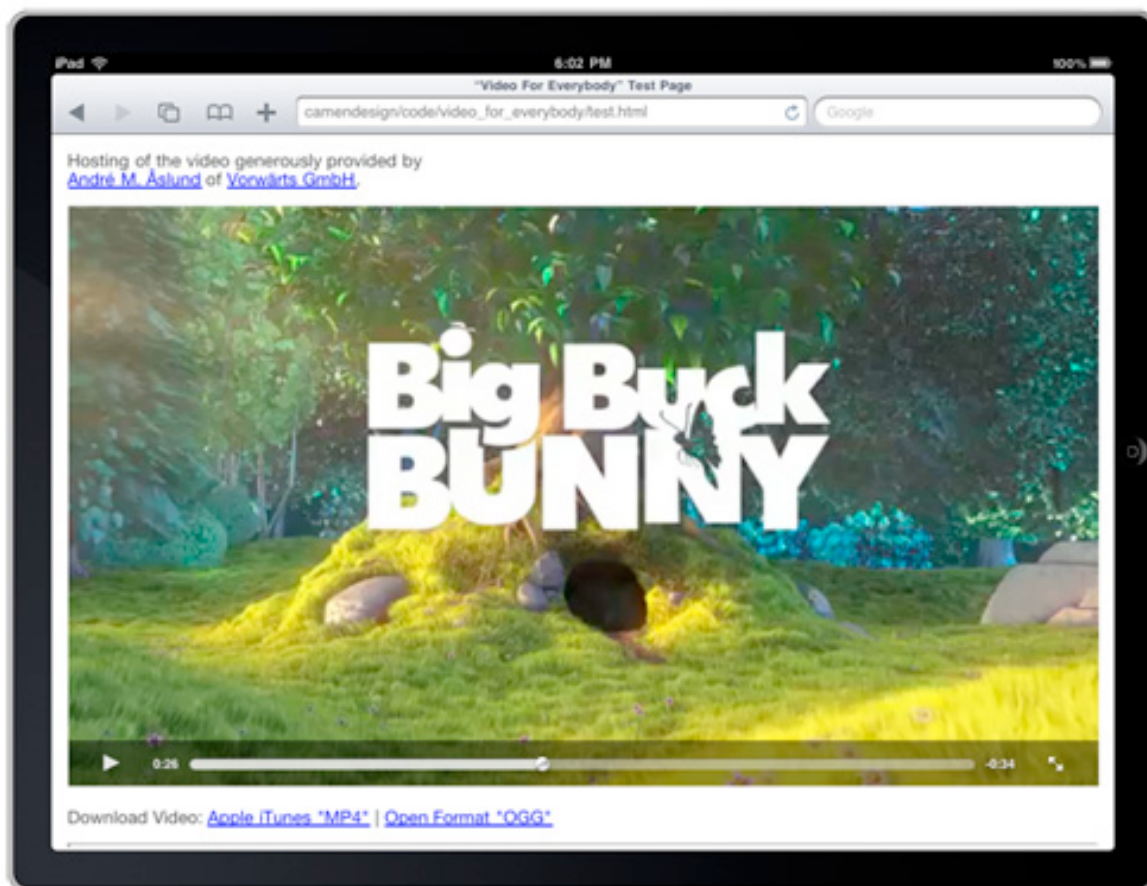 iPad 6:02 PM 100%
"Video For Everybody" Test Page
camendesign/code/video_for_everybody/test.html Google
Hosting of the video generously provided by
André M. Åslund of Vorwärts GmbH.
Big Buck
BUNNY
0:26 -0:34
Download Video: Apple iTunes "MP4" | Open Format "OGG"